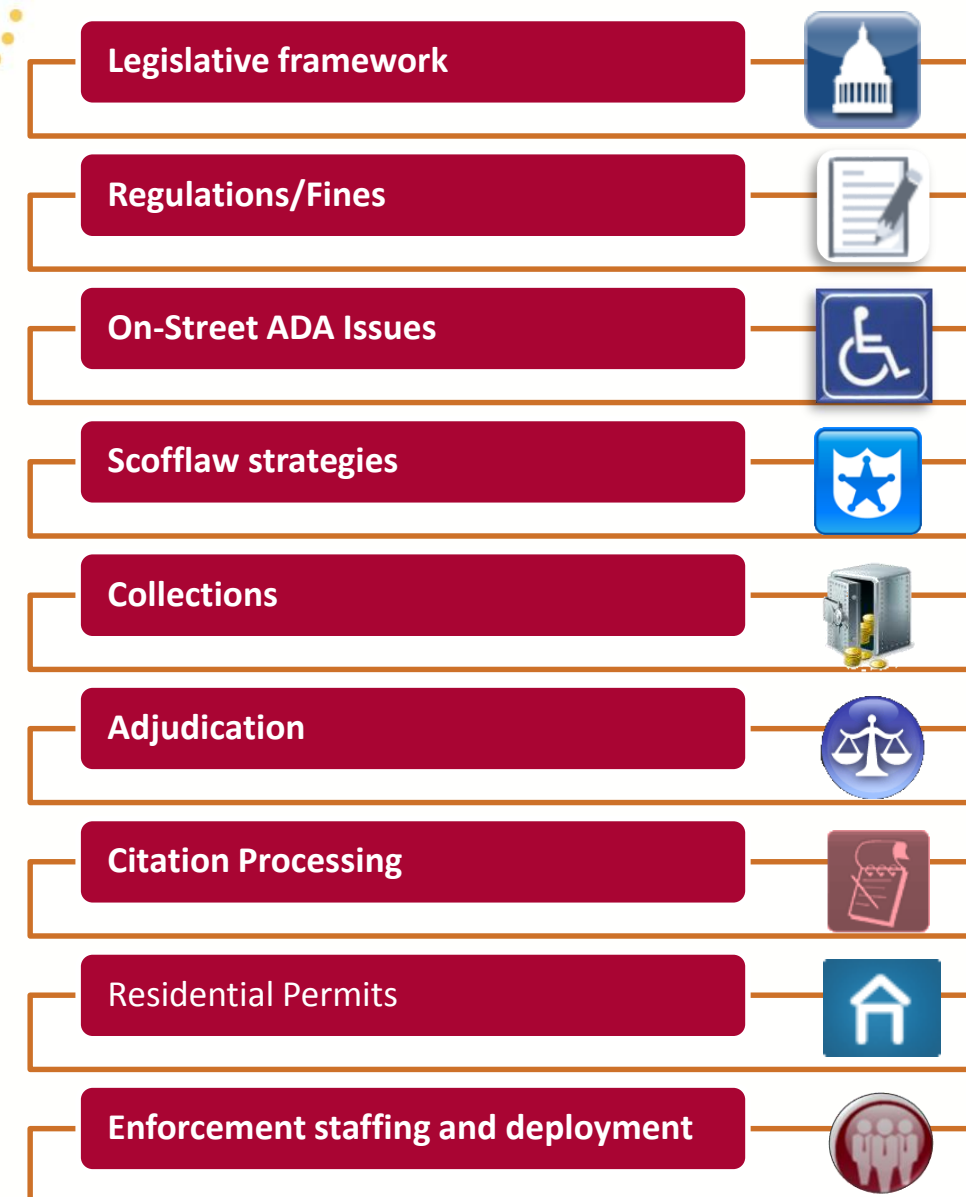 Legislative framework
Regulations/Fines
On-Street ADA Issues
Scofflaw strategies
Collections
Adjudication
Citation Processing
Residential Permits
Enforcement staffing and deployment